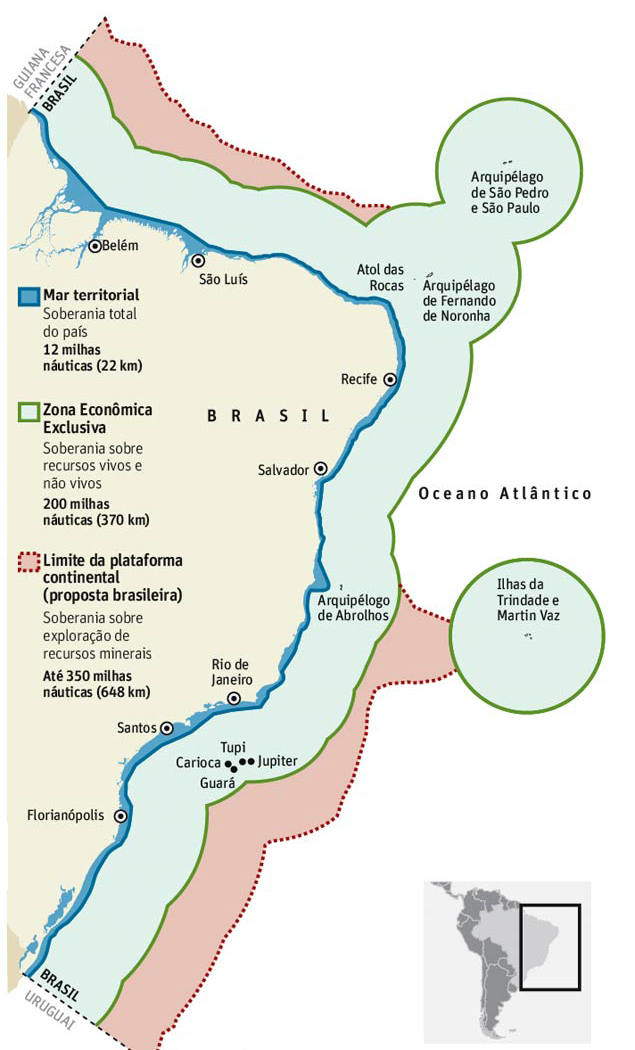 GUIANA
FRANCESA
BRASIL
Arquipélago
de São Pedro
e São Paulo
Belém
São Luís
Atol das
Rocas
Arquipélago
de Fernando
de Noronha
Mar territorial
Soberania total
do país
12 milhas
náuticas (22 km)
Recife
BRASIL
Zona Econômica
Exclusiva
Soberania sobre
recursos vivos e
não vivos
200 milhas
náuticas (370 km)
Salvador
Oceano Atlântico
Limite da plataforma
continental
(proposta brasileira)
Soberania sobre
exploração de
recursos minerais
Até 350 milhas
náuticas (648 km)
Arquipélogo
de Abrolhos
Ilhas da
Trindade e
Martin Vaz
Rio de
Janeiro
Santos
Tupi
Carioca
Jupiter
Guará
Florianópolis
BRASIL
URUGUAI